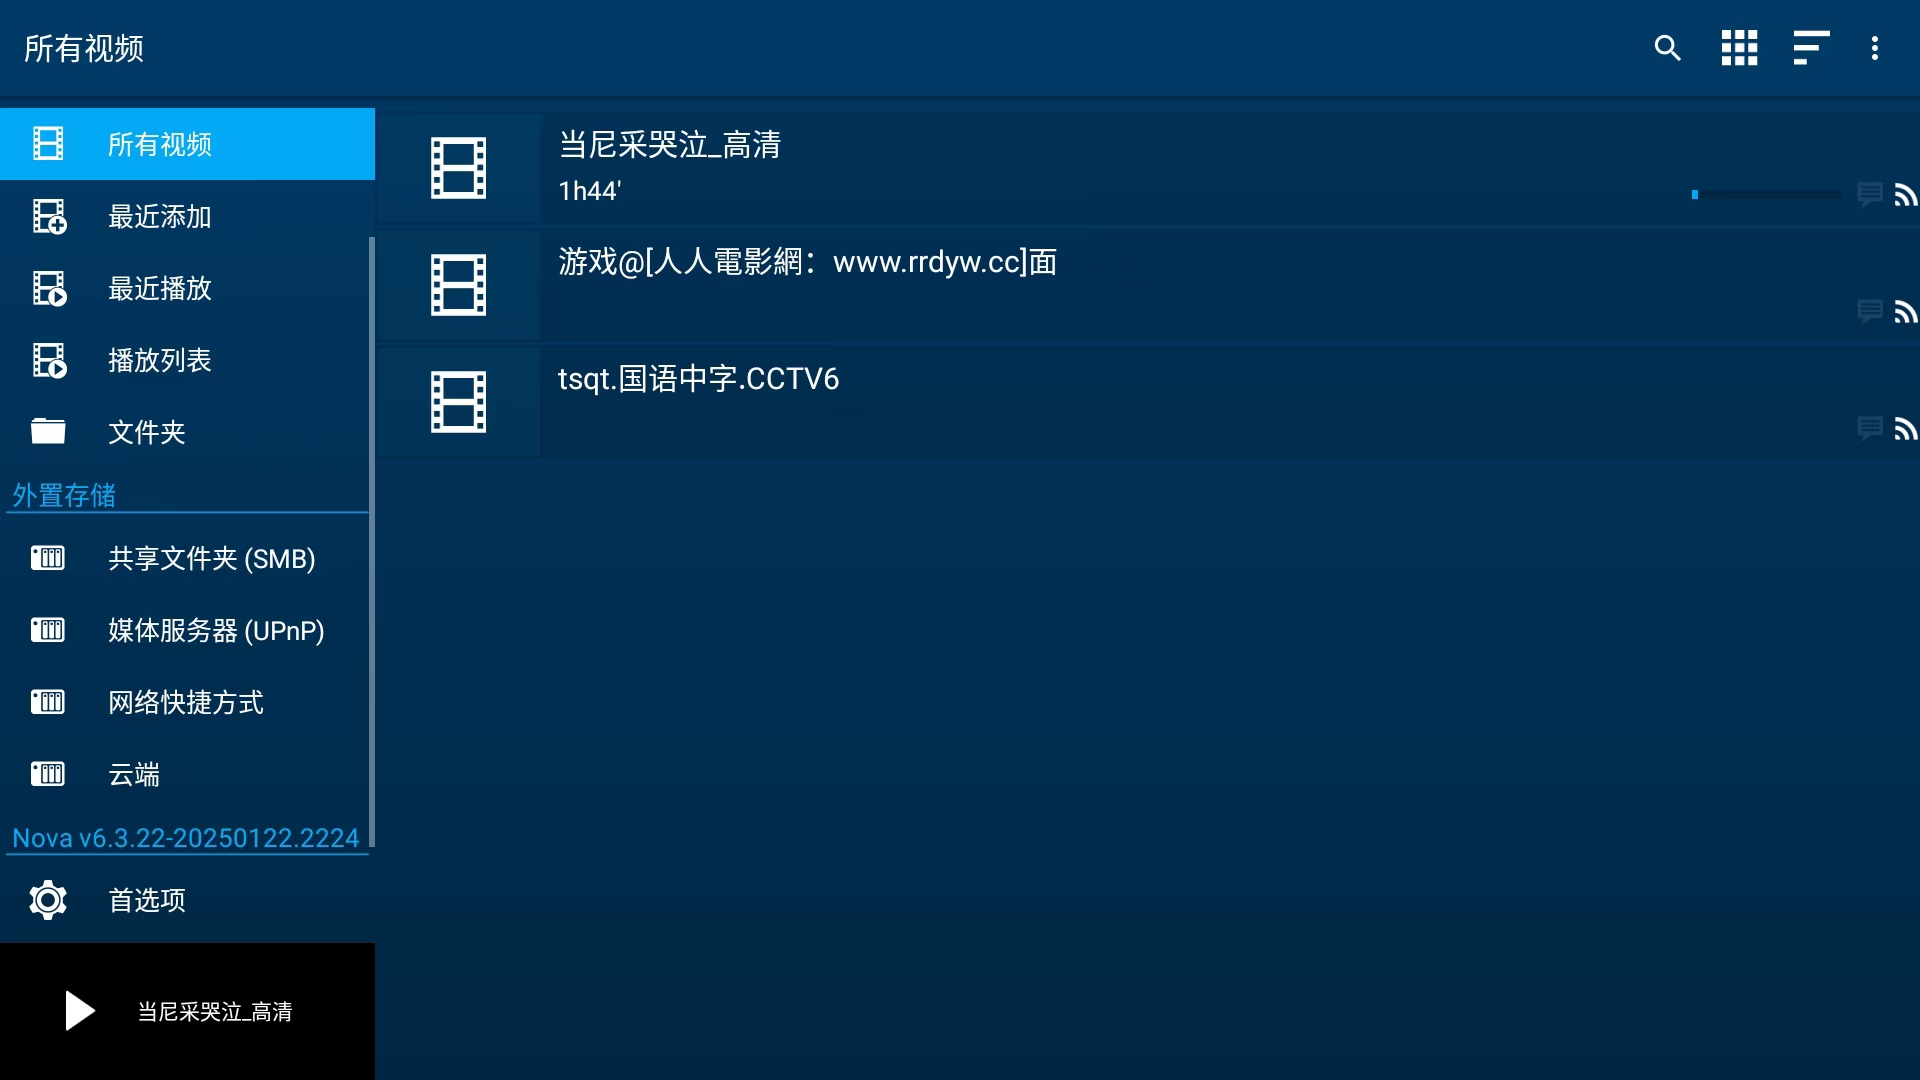 所有视频
所有视频
最近添加
最近播放
播放列表
文件夹
外置存储
共享文件夹 (SMB)
媒体服务器 (UPnP)
网络快捷方式
云端
Nova v6.3.22-20250122.2224
首选项
当尼采哭泣_高清
当尼采哭泣_高清
1h44'
游戏@[人人電影網：www.rrdyw.cc]面
tsqt.国语中字.CCTV6